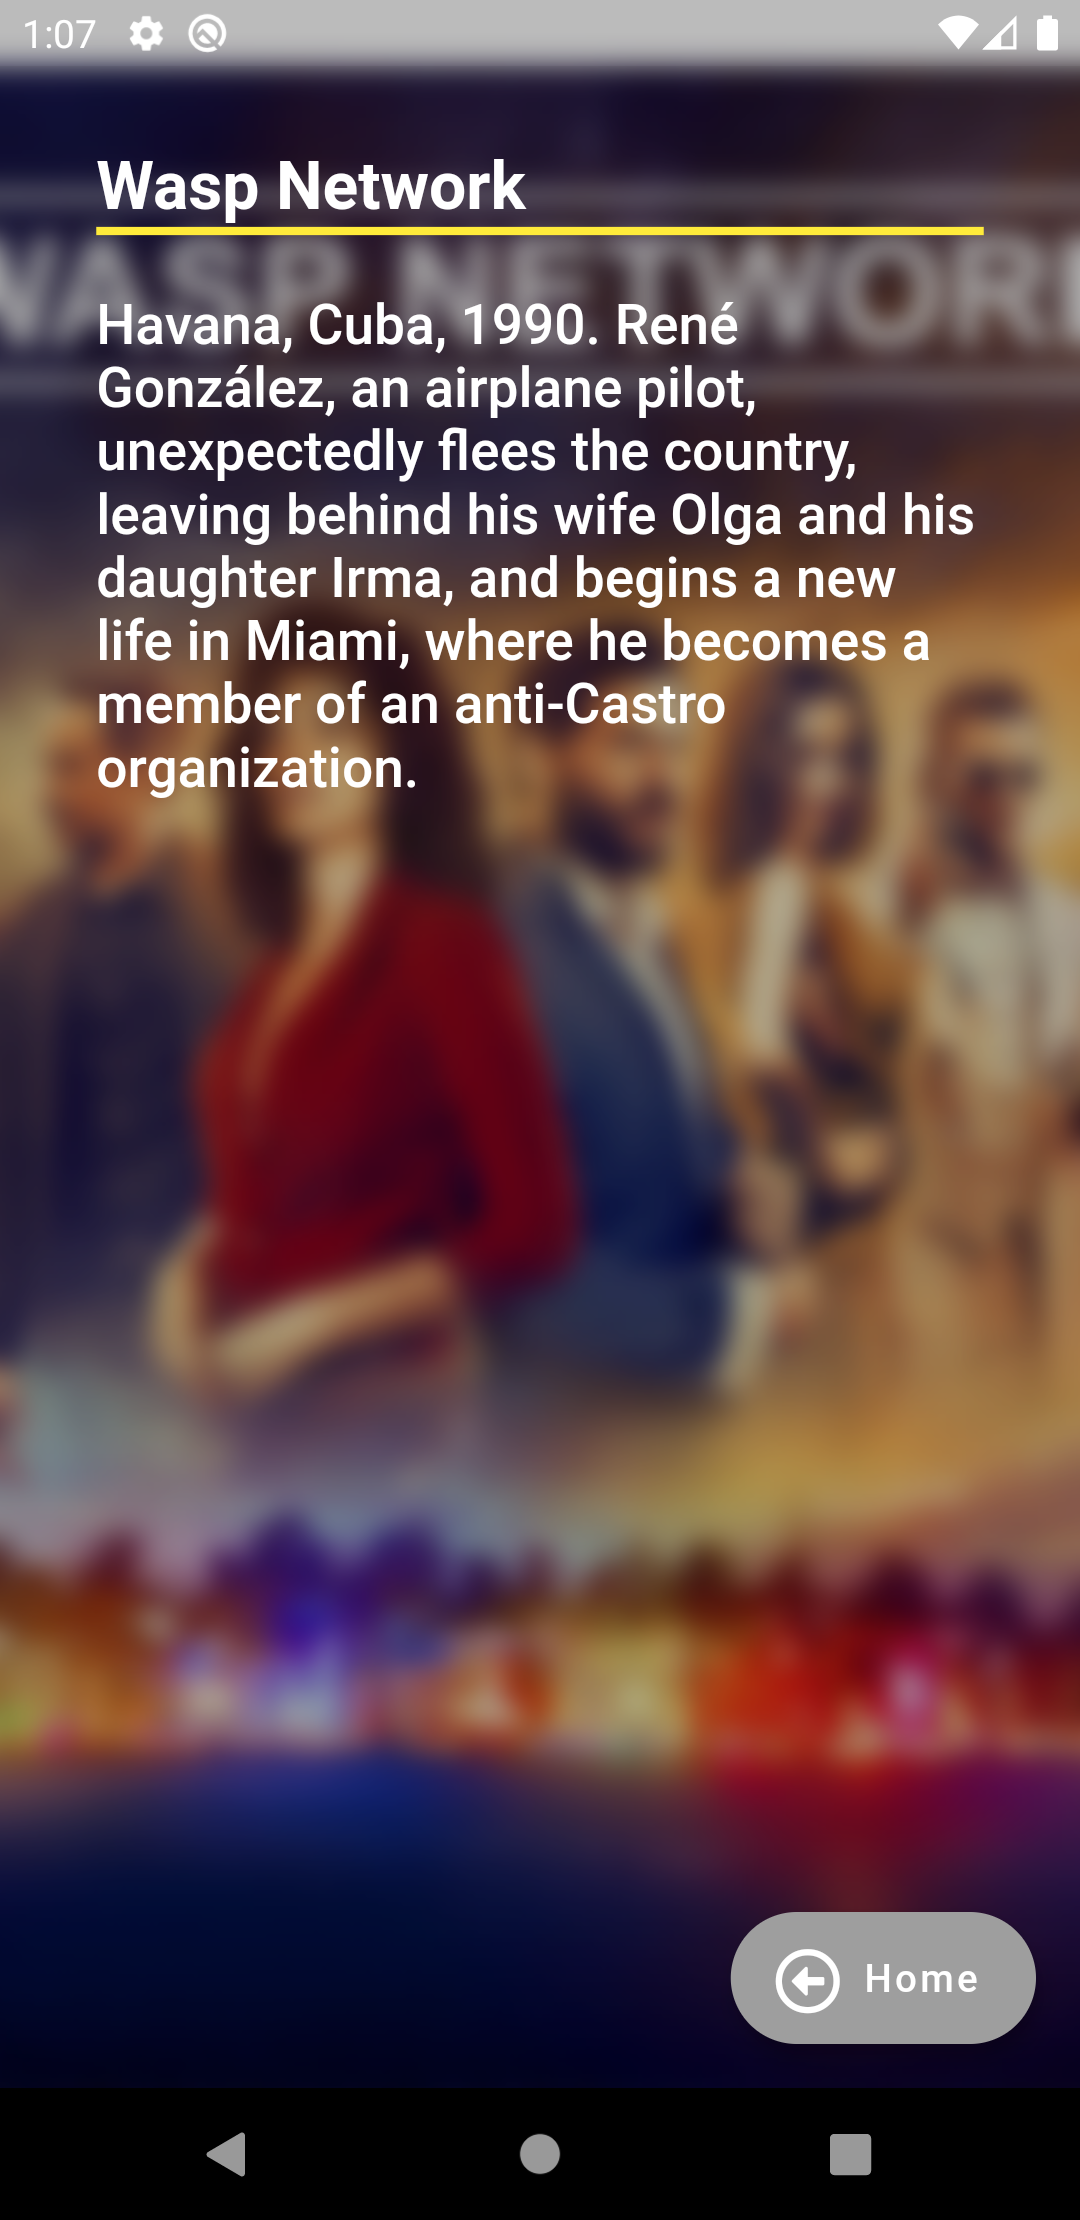 1:07
Wasp Network
WASP NETWORK
Havana, Cuba, 1990. René
González, an airplane pilot,
unexpectedly flees the country,
leaving behind his wife Olga and his
daughter Irma, and begins a new
life in Miami, where he becomes a
member of an anti-Castro
organization.
Home